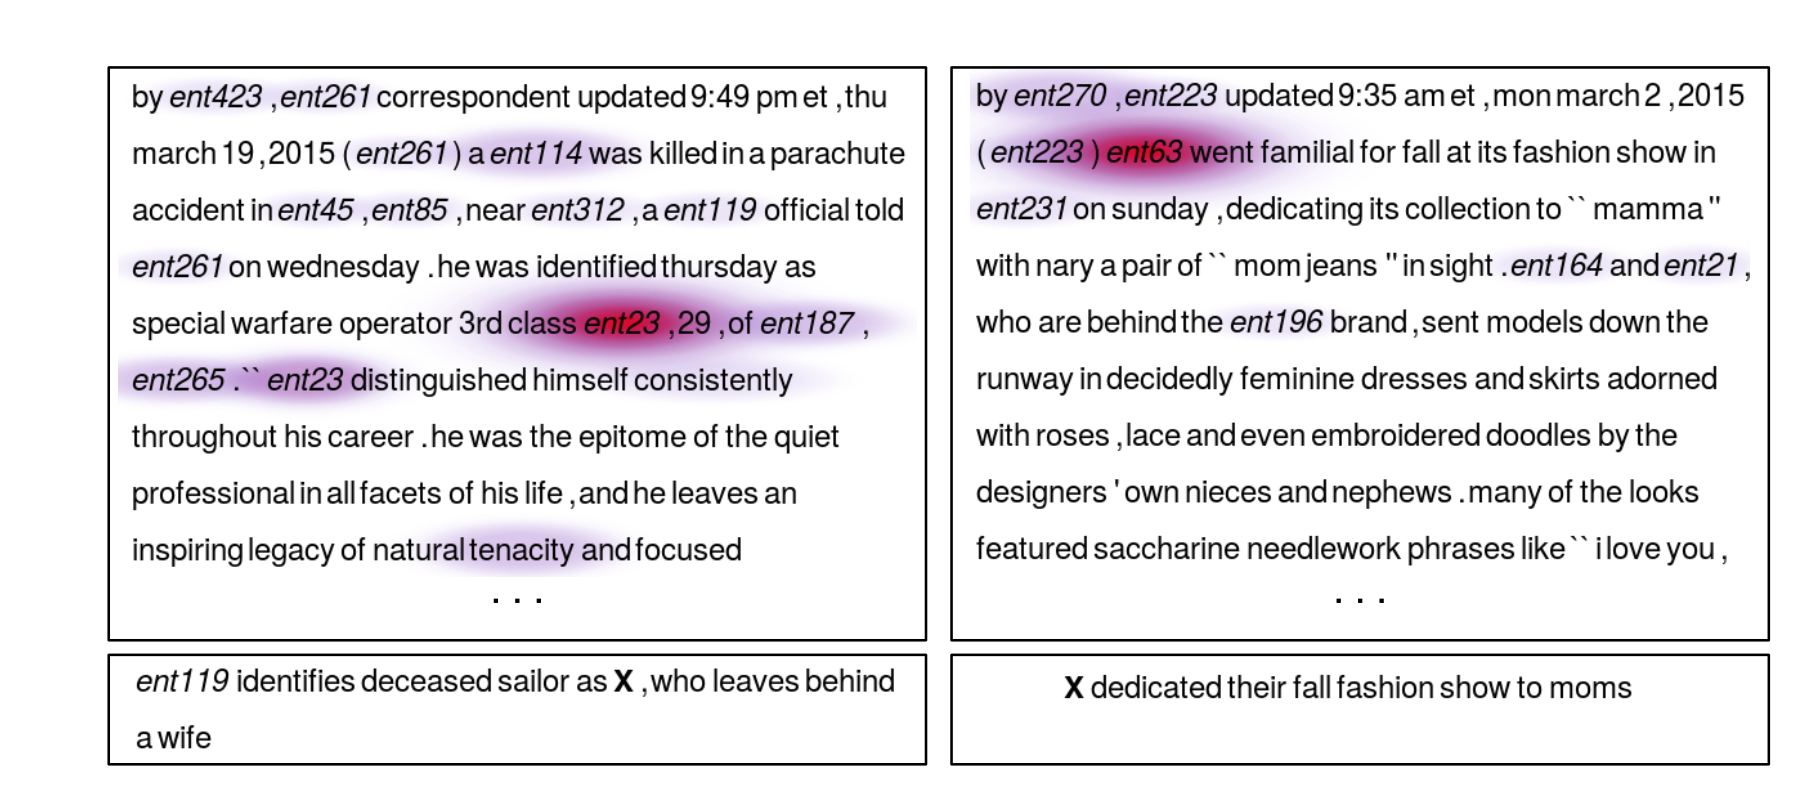 by ent423 ,ent261 correspondent updated 9:49 pm et ,thu
march 19 ,2015 ( ent261 ) a ent114 was killed in a parachute
accident in ent45 ,ent85 ,near ent312 ,a ent119 official told
ent261 on wednesday .he was identified thursday as
special warfare operator 3rd class ent23 ,29 ,of ent187 ,
ent265 .`` ent23 distinguished himself consistently
throughout his career .he was the epitome of the quiet
professional in all facets of his life ,and he leaves an
inspiring legacy of natural tenacity and focused
. . .
ent119 identifies deceased sailor as X ,who leaves behind
a wife
by ent270 ,ent223 updated 9:35 am et ,mon march 2 ,2015
( ent223 ) ent63 went familial for fall at its fashion show in
ent231 on sunday ,dedicating its collection to `` mamma ''
with nary a pair of `` mom jeans '' in sight .ent164 and ent21 ,
who are behind the ent196 brand ,sent models down the
runway in decidedly feminine dresses and skirts adorned
with roses ,lace and even embroidered doodles by the
designers ' own nieces and nephews .many of the looks
featured saccharine needlework phrases like `` i love you ,
. . .
X dedicated their fall fashion show to moms